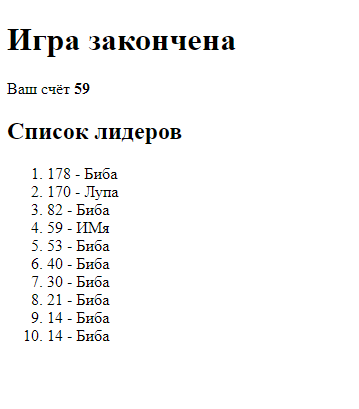 Игра закончена
Ваш счёт 59
Список лидеров
1. 178 - Биба
2. 170 - Лупа
3. 82 - Биба
4. 59 - ИМя
5. 53 - Биба
6. 40 - Биба
7. 30 - Биба
8. 21 - Биба
9. 14 - Биба
10. 14 - Биба